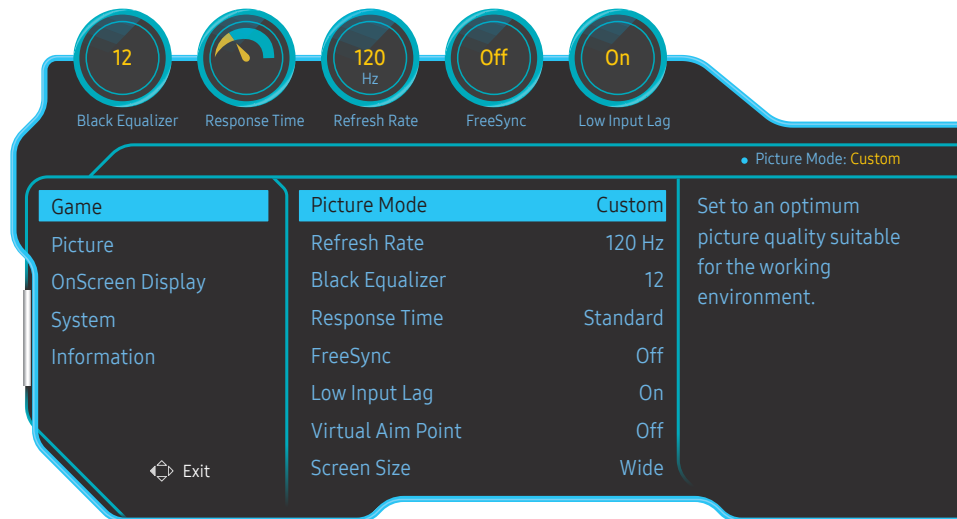 12
120
Hz
Off
On
Black Equalizer
Response Time
Refresh Rate
FreeSync
Low Input Lag
• Picture Mode: Custom
Game
Picture
OnScreen Display
System
Information
Exit
Picture Mode Custom
Refresh Rate 120 Hz
Black Equalizer 12
Response Time Standard
FreeSync Off
Low Input Lag On
Virtual Aim Point Off
Screen Size Wide
Set to an optimum
picture quality suitable
for the working
environment.